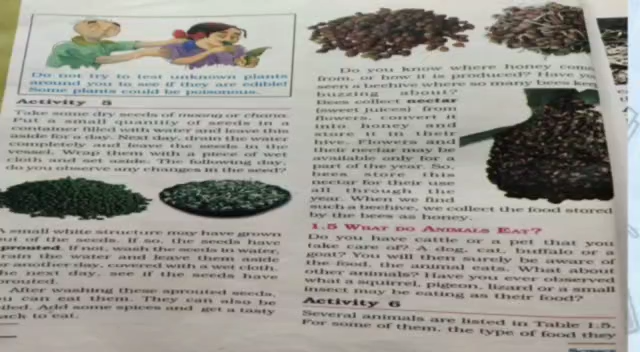 Do not try to test unknown plants
around you to see if they are edible!
Some plants could be poisonous.
Activity 5
Take some dry seeds of moong or chana.
Put a small quantity of seeds in a
container filled with water and leave this
aside for a day. Next day, drain the water
completely and leave the seeds in the
vessel. Wrap them with a piece of wet
cloth and set aside. The following day,
do you observe any changes in the seeds?
A small white structure may have grown
out of the seeds. If so, the seeds have
prouted. If not, wash the seeds in water,
rain the water and leave them aside
r another day, covered with a wet cloth.
he next day, see if the seeds have
prouted.
After washing these sprouted seeds,
u can eat them. They can also be
iled. Add some spices and get a tasty
ack to eat.
Do you know where honey com
from, or how it is produced? Have yo
seen a beehive where so many bees kee
buzzing about?
Bees collect nectar
(sweet juices) from
flowers, convert it
into honey and
store it in their
hive. Flowers and
their nectar may be
available only for a
part of the year. So,
bees store this
nectar for their use
all through the
year. When we find
such a beehive, we collect the food stored
by the bees as honey.
1.5 WHAT DO ANIMALS EAT?
Do you have cattle or a pet that you
take care of? A dog, cat, buffalo or a
goat? You will then surely be aware of
the food, the animal eats. What about
other animals? Have you ever observed
what a squirrel, pigeon, lizard or a small
insect may be eating as their food?
Activity 6
Several animals are listed in Table 1.5.
For some of them, the type of food they